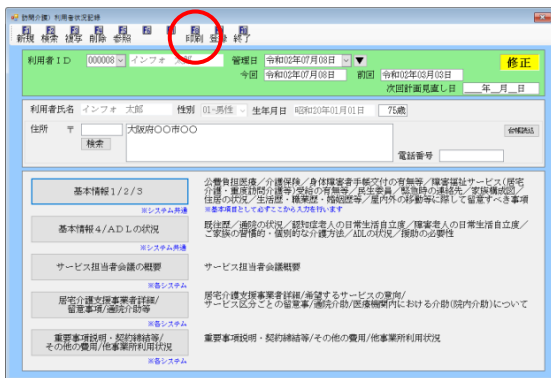 訪問介護）利用者状況記録
新規 検索 複写 削除 参照 印刷 登録 終了
利用者ＩＤ 000008 インフォ 太郎 管理日 令和02年07月08日 ▼ 修正
今回 令和02年07月08日 前回 令和02年03月03日
次回計画見直し日 __年__月__日
利用者氏名 インフォ 太郎 性別 01-男性 生年月日 昭和20年01月01日 75歳
住所 〒 大阪府〇〇市〇〇 台帳読込
検索
電話番号
基本情報１/２/３
公費負担医療／介護保険／身体障害者手帳交付の有無等／障害福祉サービス(居宅
介護・重度訪問介護等)受給の有無等／民生委員／緊急時の連絡先／家族構成図／
住居の状況／生活歴・職業歴・婚姻歴等／屋内外の移動等に際して留意すべき事項
※システム共通 ※基本項目として必ずここから入力を行います
基本情報４/ＡＤＬの状況
既往歴／通院の状況／認知症老人の日常生活自立度／障害老人の日常生活自立度／
ご家族の習慣的・個別的な介護方法／ADLの状況／援助の必要性
※システム共通
サービス担当者会議の概要 サービス担当者会議概要
※各システム
居宅介護支援事業者詳細/
留意事項/通院介助等
居宅介護支援事業者詳細/希望するサービスの意向/
サービス区分ごとの留意事/通院介助/医療機関内における介助(院内介助)について
※各システム
重要事項説明・契約締結等/
その他の費用/他事業所利用状況
重要事項説明・契約締結等/その他の費用/他事業所利用状況
※各システム